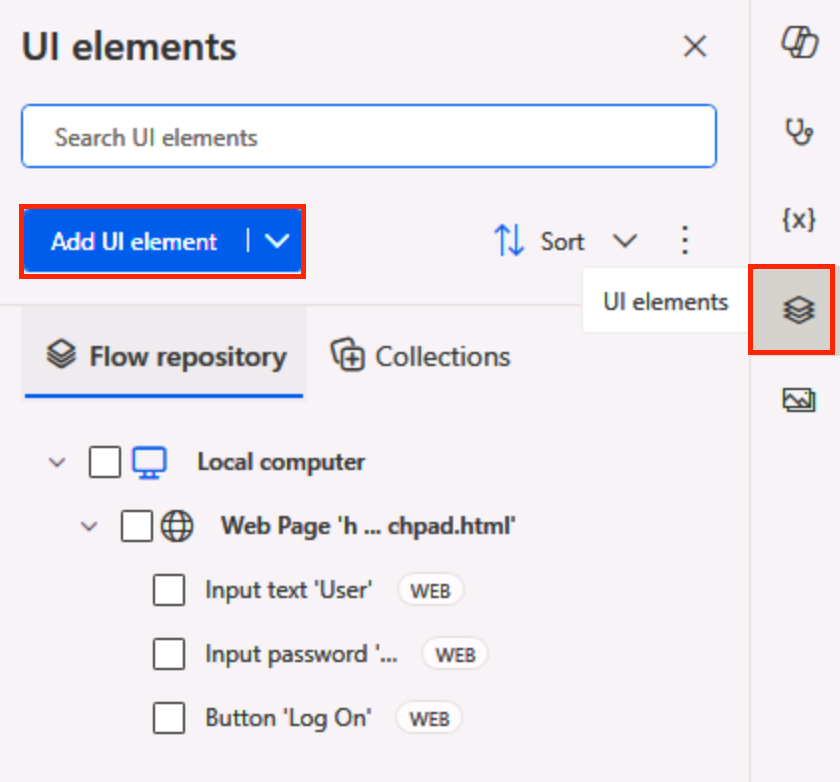 UI elements
Search UI elements
Add UI element
Sort
{x}
UI elements
Flow repository
Collections
Local computer
Web Page 'h ... chpad.html'
Input text 'User' WEB
Input password '... WEB
Button 'Log On' WEB